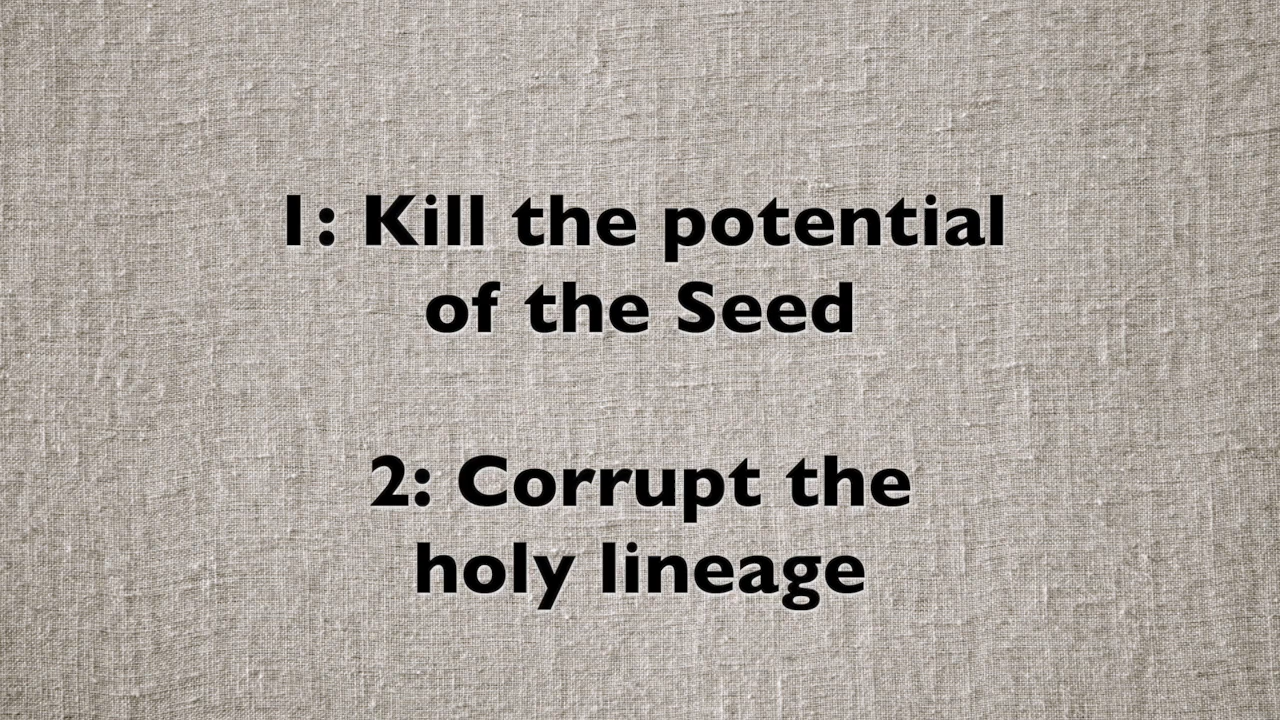 1: Kill the potential
of the Seed
2: Corrupt the
holy lineage